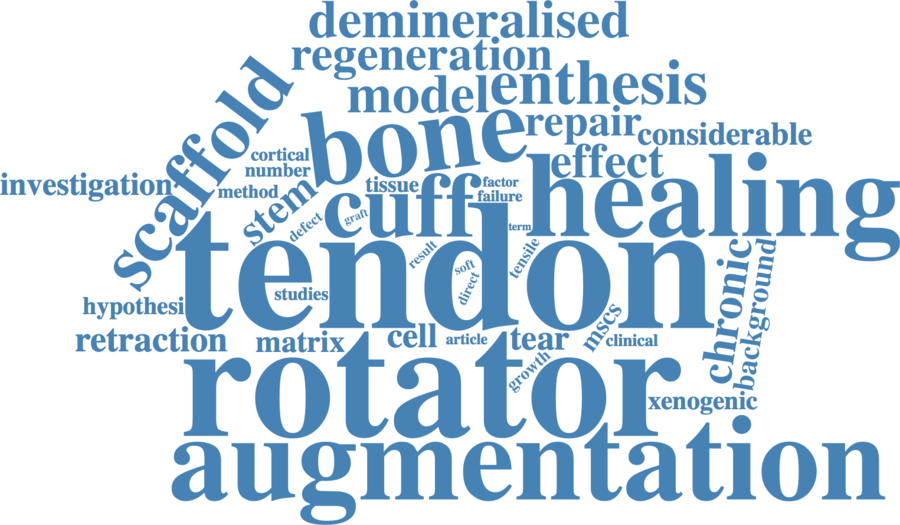 demineralised
regeneration
model
enthesis
scaffold
bone
repair
considerable
cortical
number
effect
investigation
method
stem
tissue
factor
failure
healing
cuff
defect
graft
term
tendon
result
soft
direct
tensile
chronic
background
studies
hypothesi
retraction
matrix
cell
article
tear
mscs
clinical
growth
rotator
xenogenic
augmentation